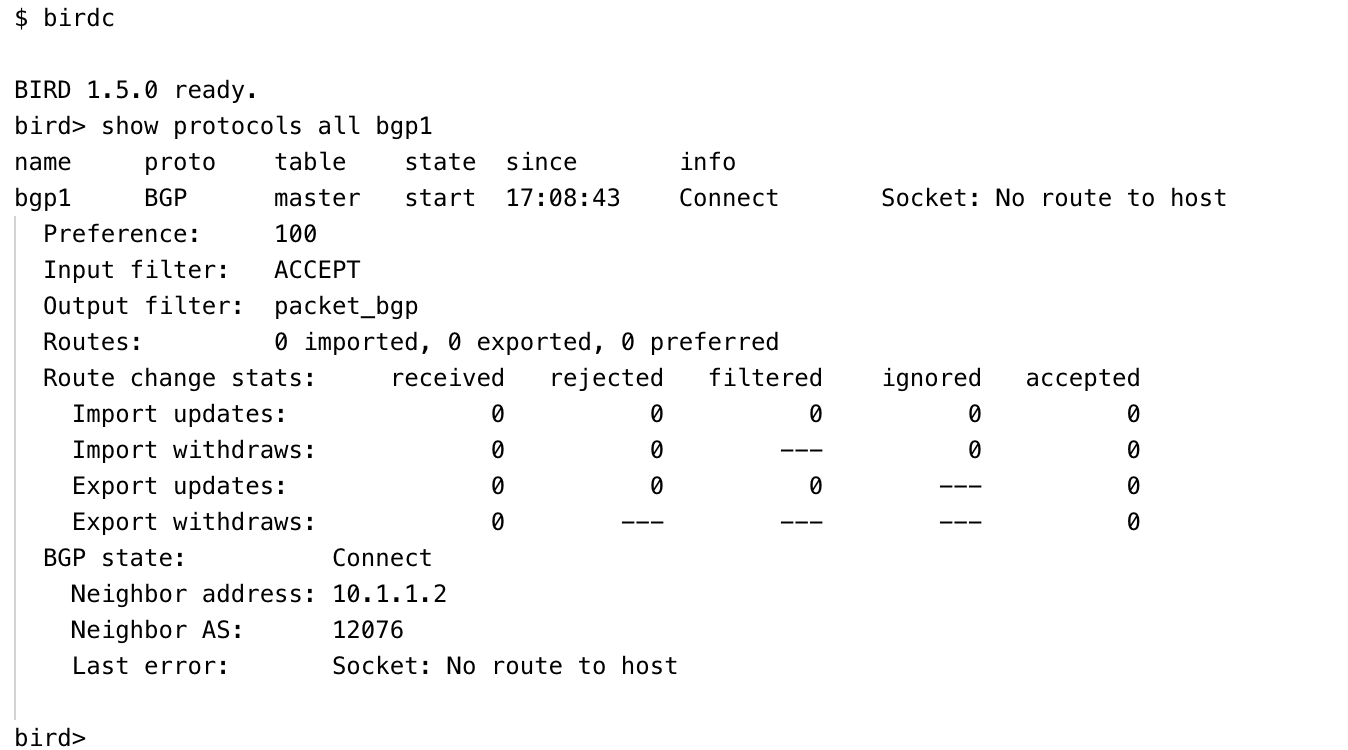 $ birdc
BIRD 1.5.0 ready.
bird> show protocols all bgp1
name     proto    table    state  since       info
bgp1     BGP      master   start  17:08:43    Connect       Socket: No route to host
  Preference:     100
  Input filter:   ACCEPT
  Output filter:  packet_bgp
  Routes:         0 imported, 0 exported, 0 preferred
  Route change stats:     received   rejected   filtered    ignored   accepted
    Import updates:              0          0          0          0          0
    Import withdraws:            0          0        ---          0          0
    Export updates:              0          0          0        ---          0
    Export withdraws:            0        ---        ---        ---          0
  BGP state:          Connect
    Neighbor address: 10.1.1.2
    Neighbor AS:      12076
    Last error:       Socket: No route to host
bird>